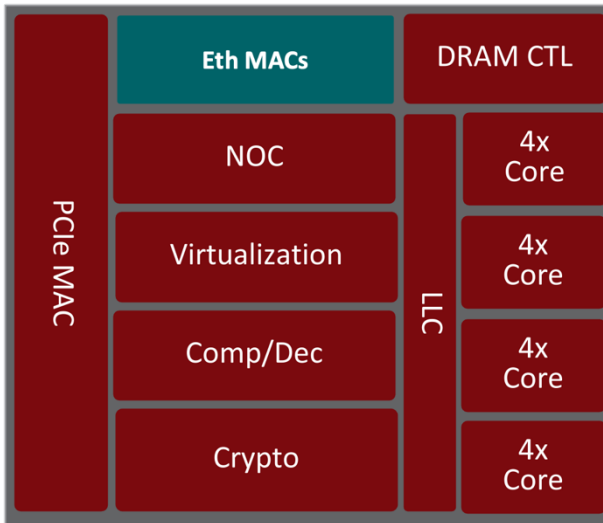 PCIe MAC
Eth MACs
DRAM CTL
NOC
Virtualization
Comp/Dec
Crypto
LLC
4x
Core
4x
Core
4x
Core
4x
Core